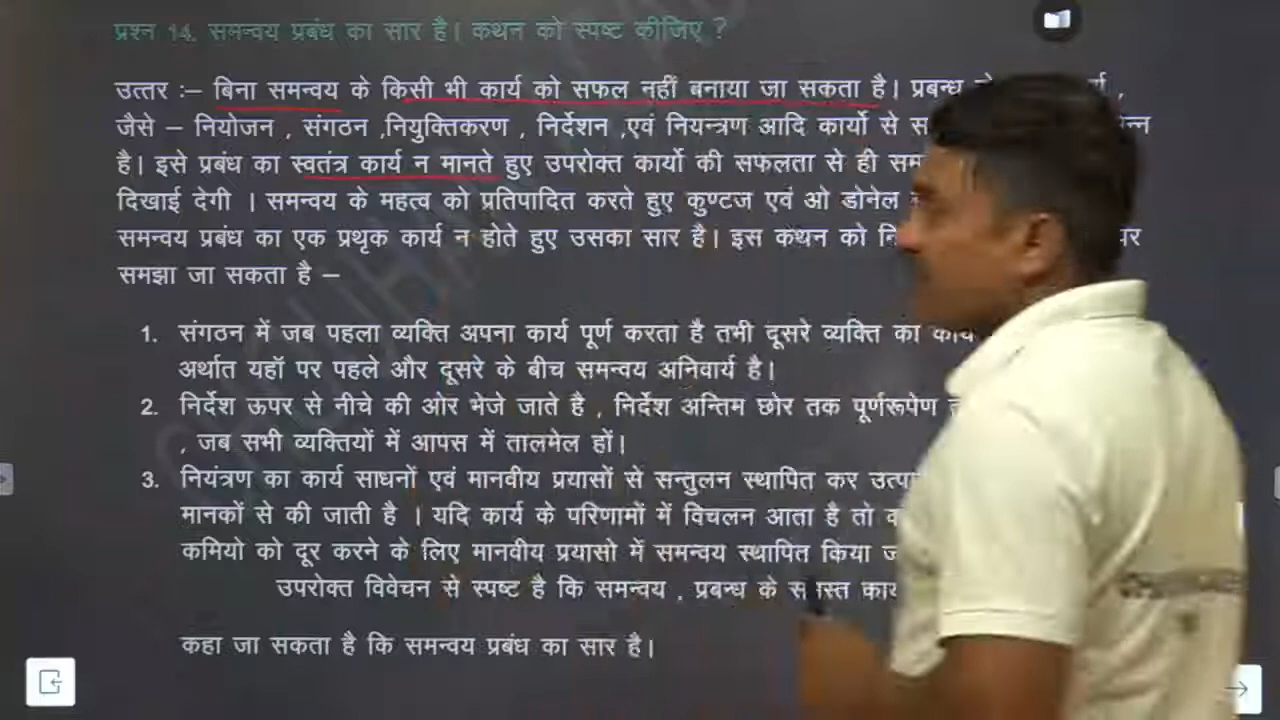 प्रश्न 14. समन्वय प्रबंध का सार है। कथन को स्पष्ट कीजिए ?
उत्तर :– बिना समन्वय के किसी भी कार्य को सफल नहीं बनाया जा सकता है। प्रबन्ध
जैसे – नियोजन , संगठन ,नियुक्तिकरण , निर्देशन ,एवं नियन्त्रण आदि कार्यो से
है। इसे प्रबंध का स्वतंत्र कार्य न मानते हुए उपरोक्त कार्यो की सफलता से ही
दिखाई देगी । समन्वय के महत्व को प्रतिपादित करते हुए कुण्टज एवं ओ डोनेल
समन्वय प्रबंध का एक प्रथृक कार्य न होते हुए उसका सार है। इस कथन को पर
समझा जा सकता है –
1. संगठन में जब पहला व्यक्ति अपना कार्य पूर्ण करता है तभी दूसरे व्यक्ति का
अर्थात यहॉ पर पहले और दूसरे के बीच समन्वय अनिवार्य है।
2. निर्देश ऊपर से नीचे की ओर भेजे जाते है , निर्देश अन्तिम छोर तक पूर्णरूपेण
, जब सभी व्यक्तियों में आपस में तालमेल हों।
3. नियंत्रण का कार्य साधनों एवं मानवीय प्रयासों से सन्तुलन स्थापित कर
मानकों से की जाती है । यदि कार्य के परिणामों में विचलन आता है तो
कमियो को दूर करने के लिए मानवीय प्रयासो में समन्वय स्थापित किया
उपरोक्त विवेचन से स्पष्ट है कि समन्वय , प्रबन्ध के
कहा जा सकता है कि समन्वय प्रबंध का सार है।